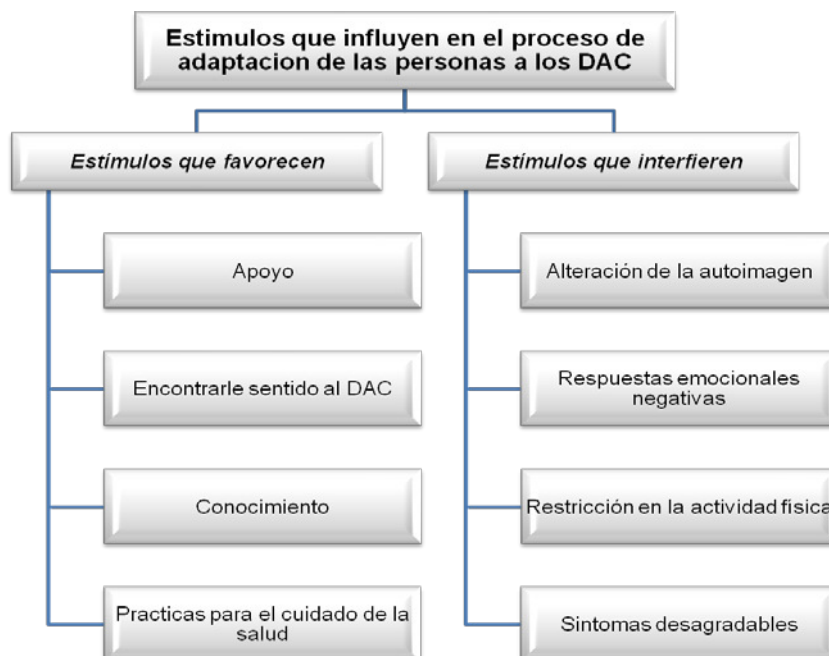 Estimulos que influyen en el proceso de
adaptacion de las personas a los DAC
Estímulos que favorecen
Estímulos que interfieren
Apoyo
Encontrarle sentido al DAC
Conocimiento
Practicas para el cuidado de la
salud
Alteración de la autoimagen
Respuestas emocionales
negativas
Restricción en la actividad fisica
Sintomas desagradables